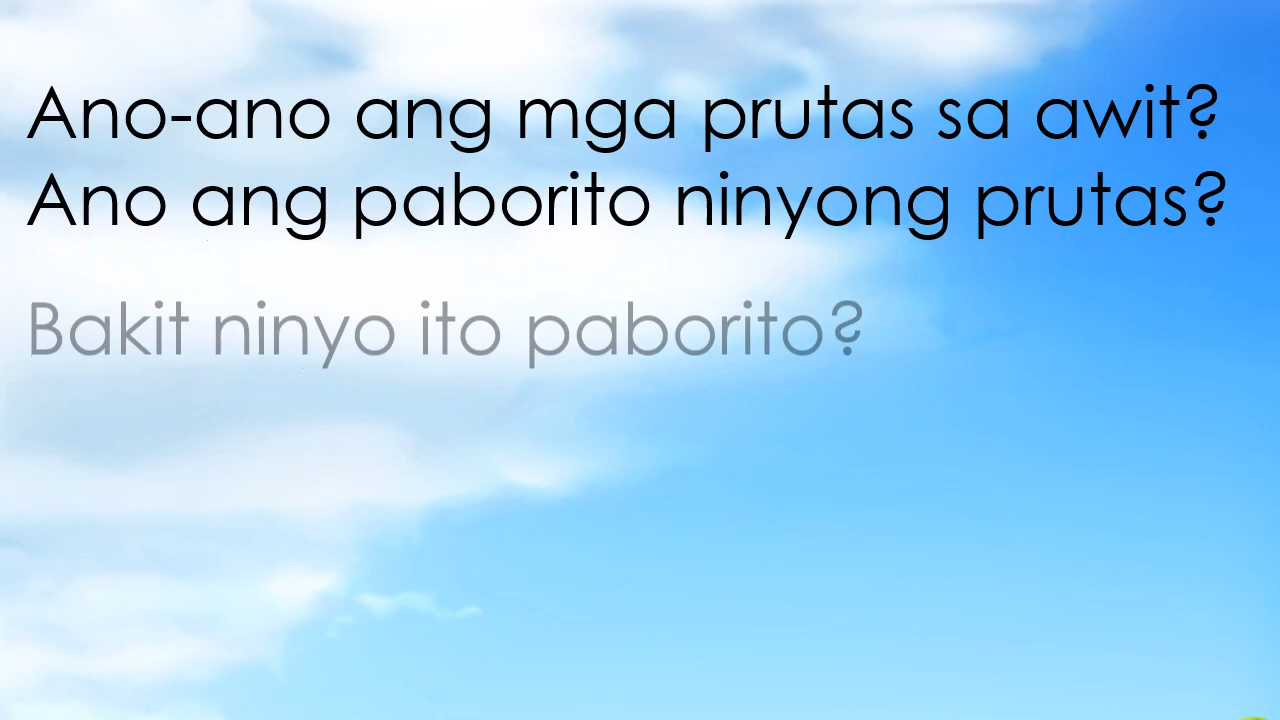 Ano-ano ang mga prutas sa awit?
Ano ang paborito ninyong prutas?
Bakit ninyo ito paborito?